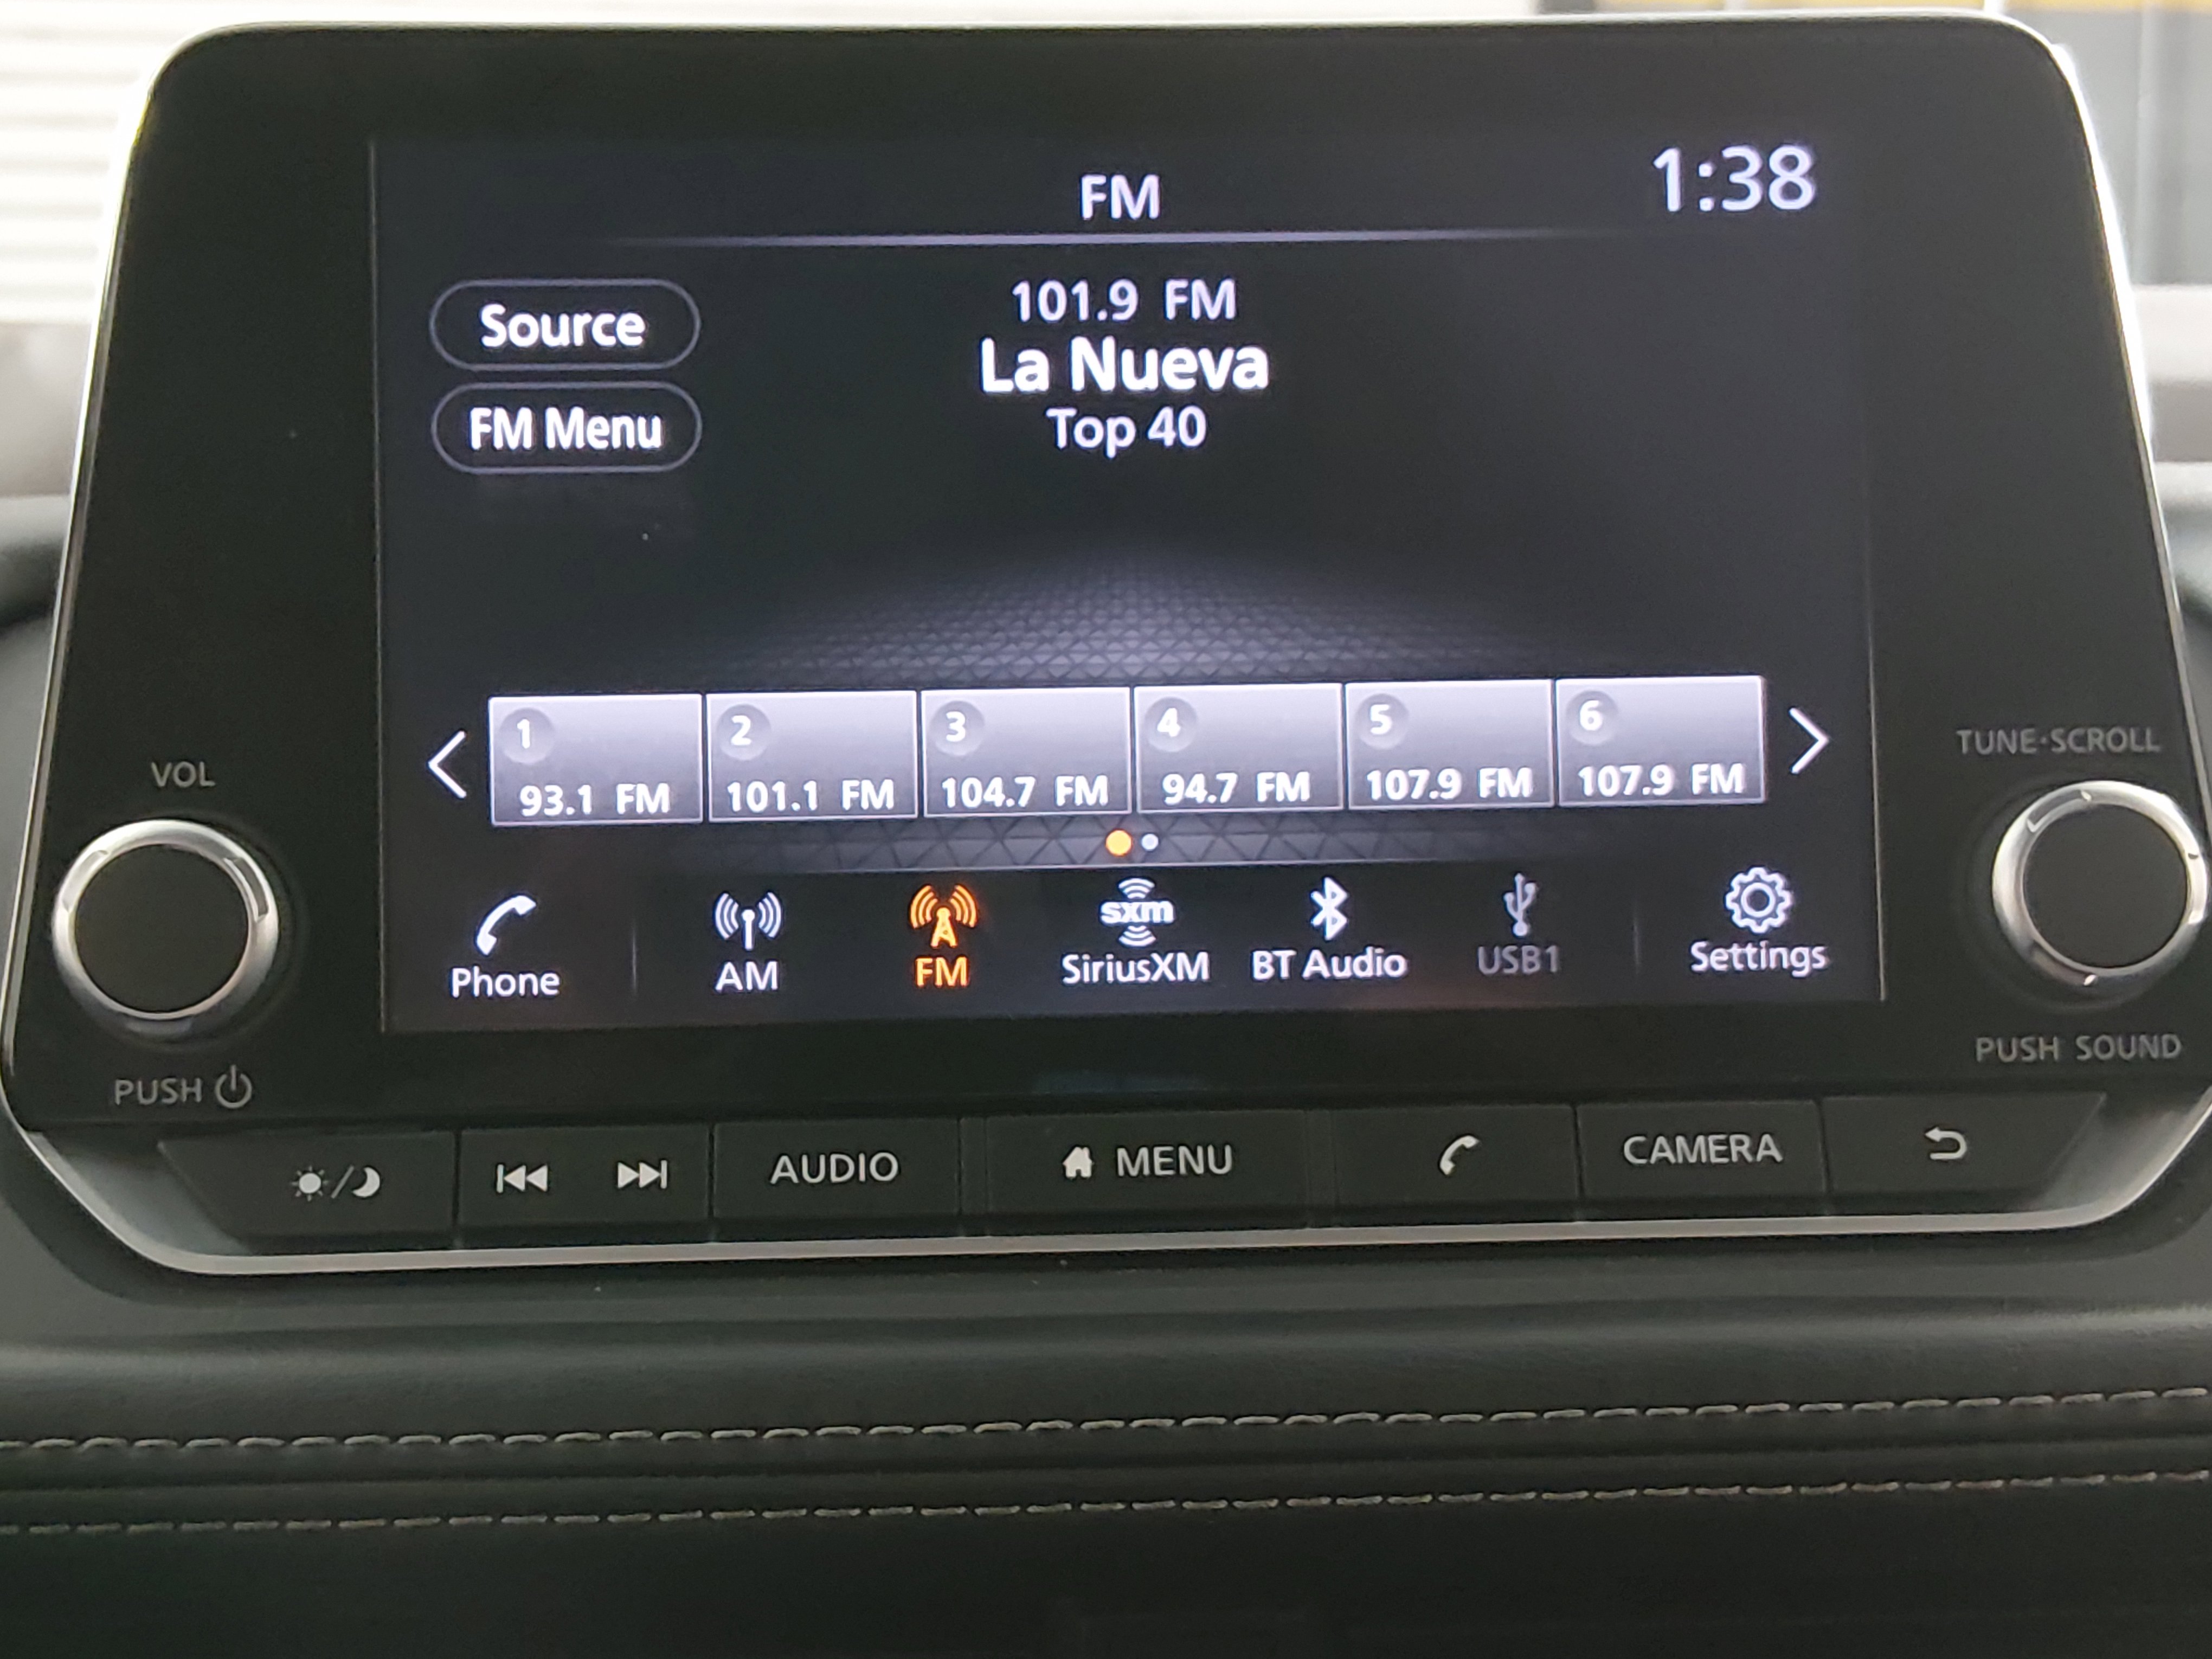 FM
1:38
Source
FM Menu
101.9 FM
La Nueva
Top 40
1
93.1 FM
2
101.1 FM
3
104.7 FM
4
94.7 FM
5
107.9 FM
6
107.9 FM
Phone
AM
FM
sxm
SiriusXM
BT Audio
USB1
Settings
VOL
PUSH
TUNE·SCROLL
PUSH SOUND
AUDIO
MENU
CAMERA